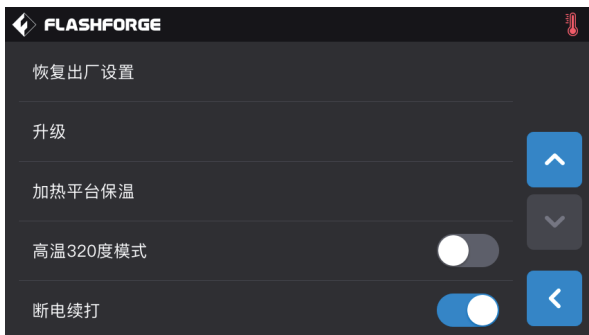 FLASHFORGE
恢复出厂设置
升级
加热平台保温
高温320度模式
断电续打